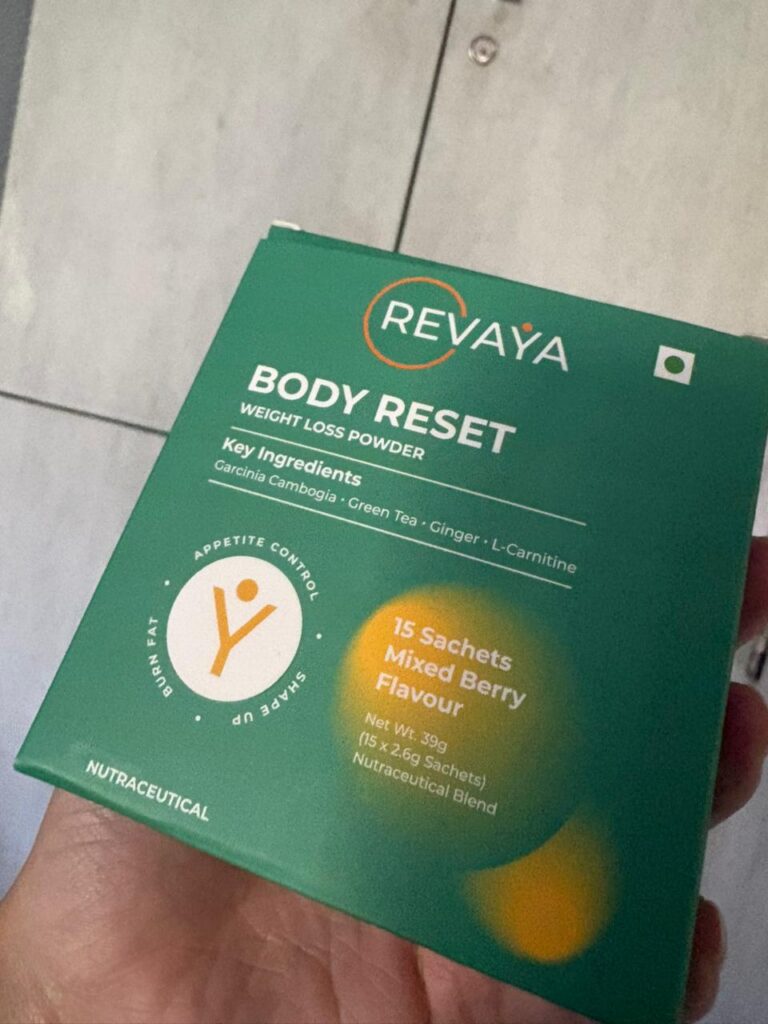 REVAYA
BODY RESET
WEIGHT LOSS POWDER
Key Ingredients
Garcinia Cambogia • Green Tea • Ginger • L-Carnitine
APPETITE CONTROL
SHAPE UP
BURN FAT
15 Sachets
Mixed Berry
Flavour
Net Wt. 39g
(15 x 2.6g Sachets)
Nutraceutical Blend
NUTRACEUTICAL